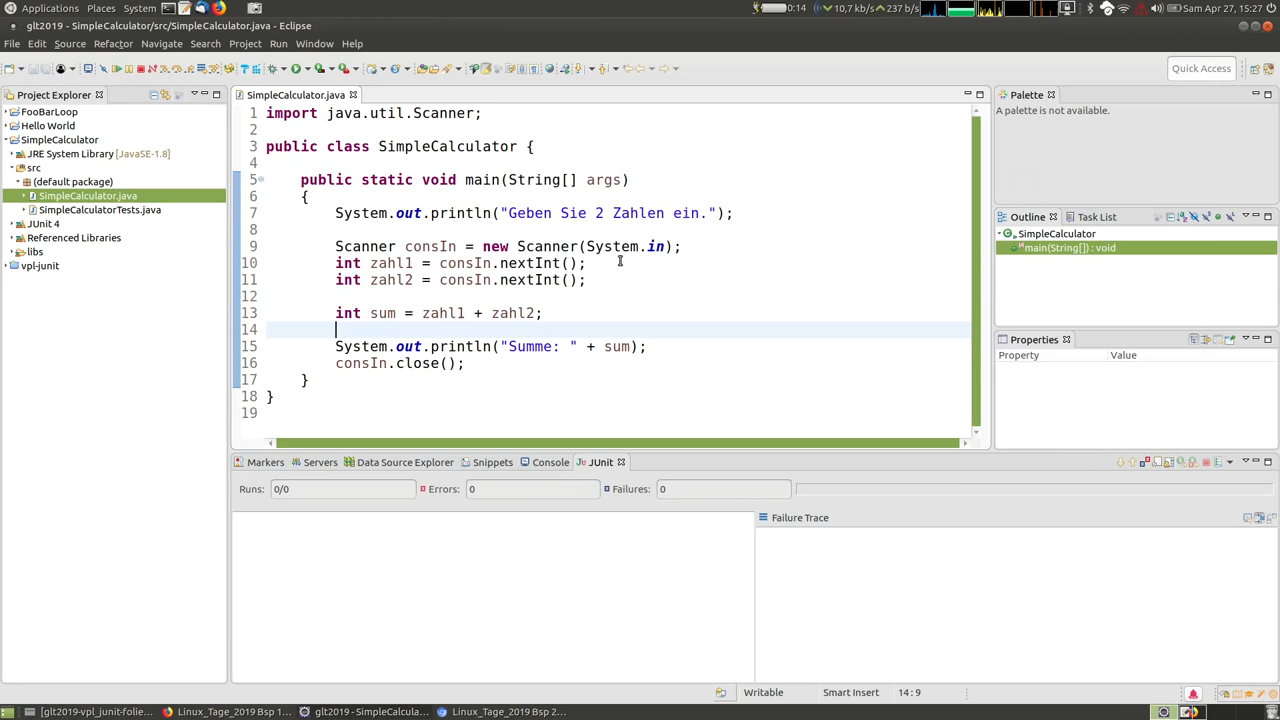 Applications Places System 0:14 10,7 kb/s 237 b/s Sam Apr 27, 15:27
glt2019 - SimpleCalculator/src/SimpleCalculator.java - Eclipse
File Edit Source Refactor Navigate Search Project Run Window Help
Quick Access
Project Explorer
FooBarLoop
Hello World
SimpleCalculator
JRE System Library [JavaSE-1.8]
src
(default package)
SimpleCalculator.java
SimpleCalculatorTests.java
JUnit 4
Referenced Libraries
libs
vpl-junit
SimpleCalculator.java
1 import java.util.Scanner;
2
3 public class SimpleCalculator {
4
5 public static void main(String[] args)
6 {
7 System.out.println("Geben Sie 2 Zahlen ein.");
8
9 Scanner consIn = new Scanner(System.in);
10 int zahl1 = consIn.nextInt();
11 int zahl2 = consIn.nextInt();
12
13 int sum = zahl1 + zahl2;
14
15 System.out.println("Summe: " + sum);
16 consIn.close();
17 }
18 }
19
Palette
A palette is not available.
Outline Task List
SimpleCalculator
main(String[]) : void
Properties
Property Value
Markers Servers Data Source Explorer Snippets Console JUnit
Runs: 0/0 Errors: 0 Failures: 0
Failure Trace
Writable Smart Insert 14 : 9
[glt2019-vpl_junit-folie... Linux_Tage_2019 Bsp 1... glt2019 - SimpleCalcula... Linux_Tage_2019 Bsp 2...